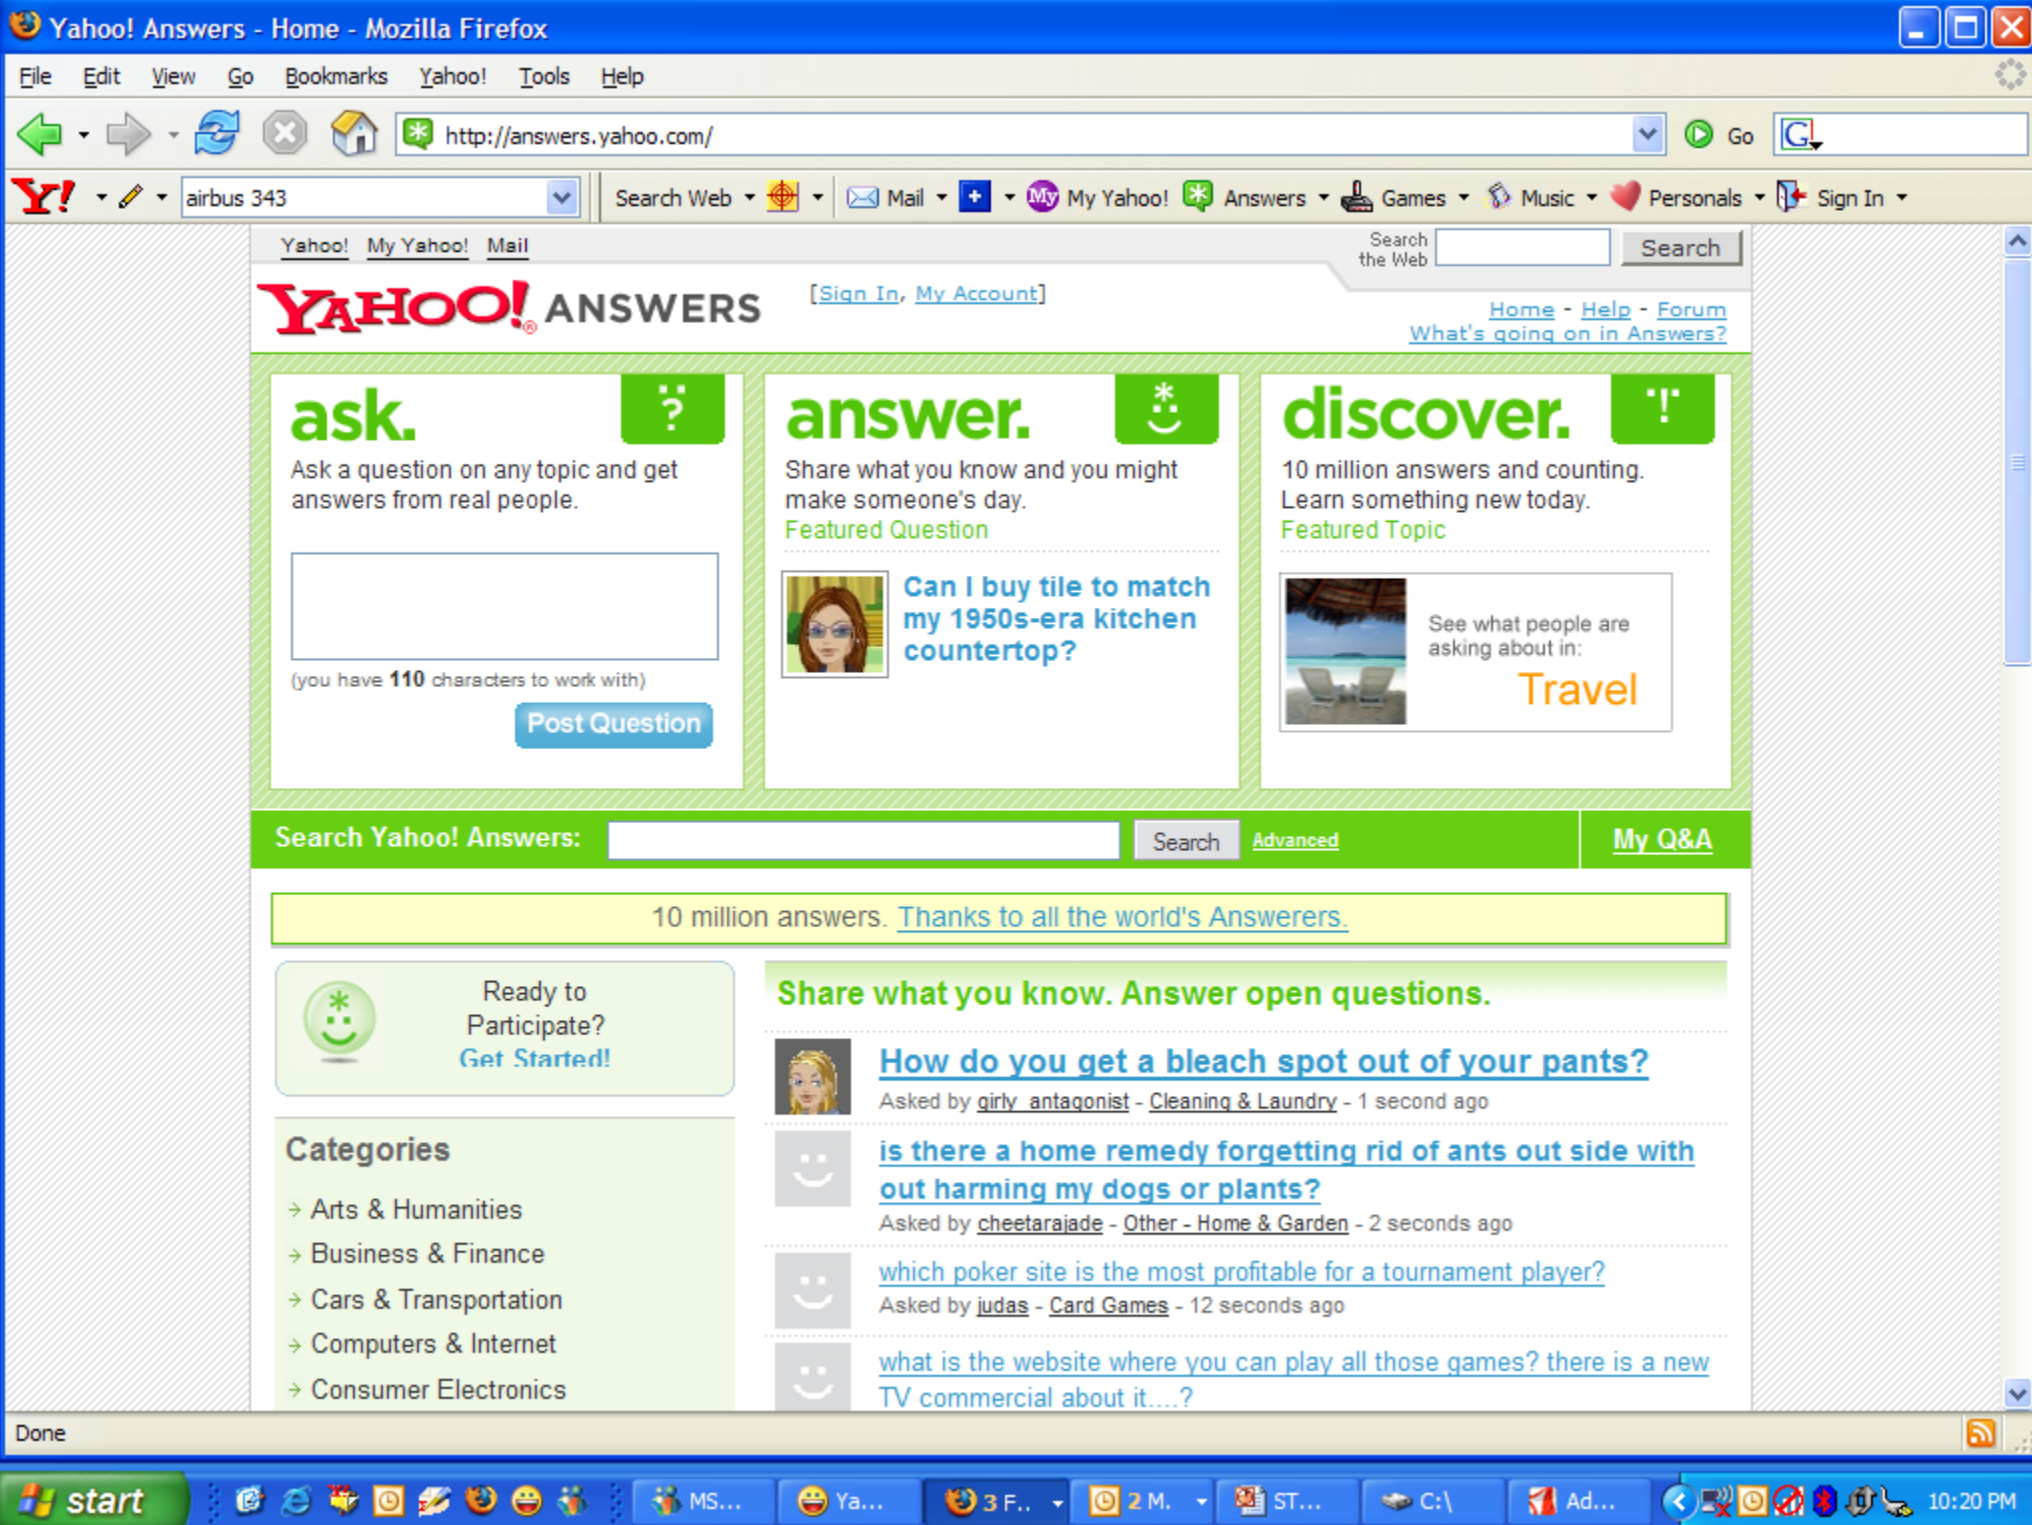 Yahoo! Answers - Home - Mozilla Firefox
File Edit View Go Bookmarks Yahoo! Tools Help
http://answers.yahoo.com/ Go G
Y! airbus 343 Search Web Mail My My Yahoo! Answers Games Music Personals Sign In
Yahoo! My Yahoo! Mail
Search the Web Search
YAHOO! ANSWERS
[Sign In, My Account]
Home - Help - Forum
What's going on in Answers?
ask.
Ask a question on any topic and get
answers from real people.
(you have 110 characters to work with)
Post Question
answer.
Share what you know and you might
make someone's day.
Featured Question
Can I buy tile to match
my 1950s-era kitchen
countertop?
discover.
10 million answers and counting.
Learn something new today.
Featured Topic
See what people are
asking about in:
Travel
Search Yahoo! Answers: Search Advanced My Q&A
10 million answers. Thanks to all the world's Answerers.
Ready to
Participate?
Get Started!
Categories
Arts & Humanities
Business & Finance
Cars & Transportation
Computers & Internet
Consumer Electronics
Share what you know. Answer open questions.
How do you get a bleach spot out of your pants?
Asked by girly_antagonist - Cleaning & Laundry - 1 second ago
is there a home remedy forgetting rid of ants out side with
out harming my dogs or plants?
Asked by cheetarajade - Other - Home & Garden - 2 seconds ago
which poker site is the most profitable for a tournament player?
Asked by judas - Card Games - 12 seconds ago
what is the website where you can play all those games? there is a new
TV commercial about it....?
Done
start MS... Ya... 3 F.. 2 M. ST... C:\ Ad... 10:20 PM